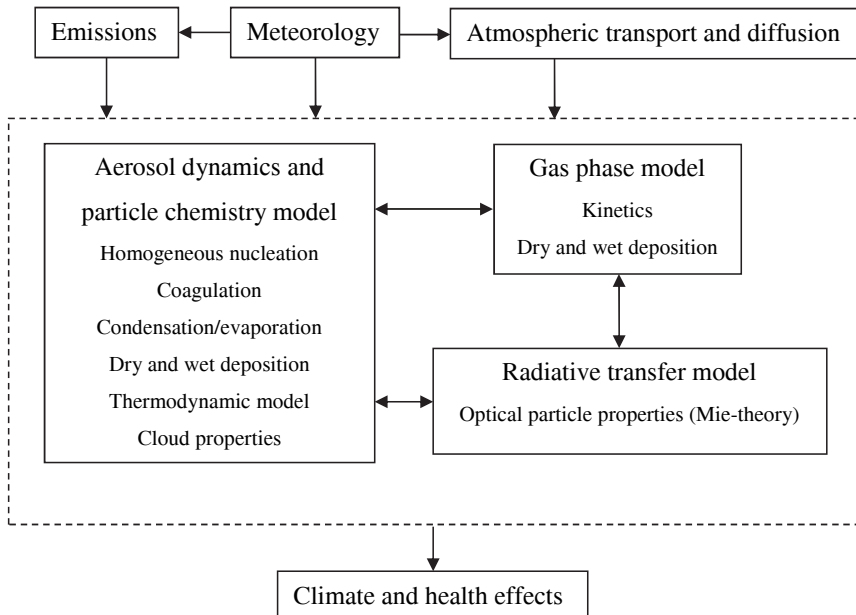 Emissions
Meteorology
Atmospheric transport and diffusion
Aerosol dynamics and
particle chemistry model
Homogeneous nucleation
Coagulation
Condensation/evaporation
Dry and wet deposition
Thermodynamic model
Cloud properties
Gas phase model
Kinetics
Dry and wet deposition
Radiative transfer model
Optical particle properties (Mie-theory)
Climate and health effects